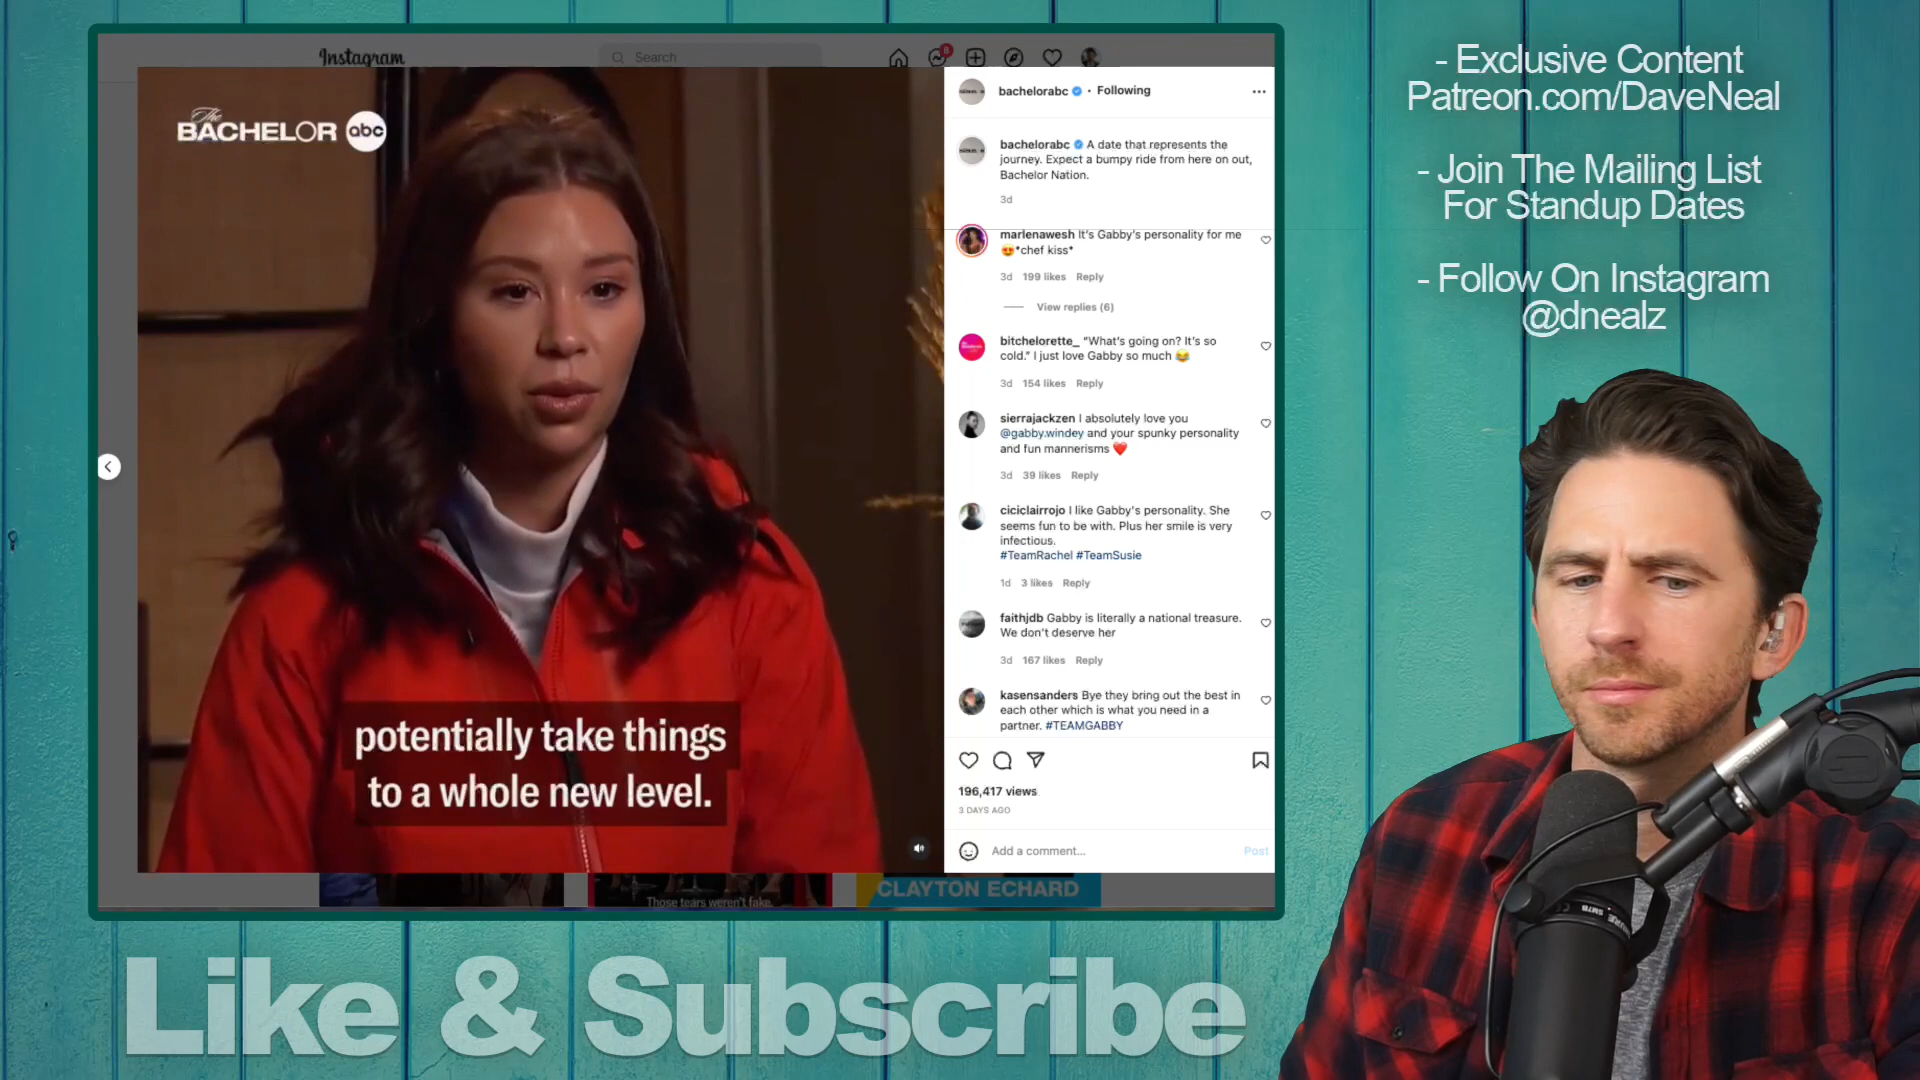 Instagram
Search
8
The
BACHELOR abc
bachelorabc • Following
bachelorabc A date that represents the
journey. Expect a bumpy ride from here on out,
Bachelor Nation.
3d
marlenawesh It's Gabby's personality for me
😍*chef kiss*
3d 199 likes Reply
View replies (6)
bitchelorette_ "What's going on? It's so
cold." I just love Gabby so much 😂
3d 154 likes Reply
sierrajackzen I absolutely love you
@gabby.windey and your spunky personality
and fun mannerisms ❤️
3d 39 likes Reply
ciciclairrojo I like Gabby's personality. She
seems fun to be with. Plus her smile is very
infectious.
#TeamRachel #TeamSusie
1d 3 likes Reply
faithjdb Gabby is literally a national treasure.
We don't deserve her
3d 167 likes Reply
kasensanders Bye they bring out the best in
each other which is what you need in a
partner. #TEAMGABBY
196,417 views
3 DAYS AGO
Add a comment...
Post
potentially take things
to a whole new level.
Those tears weren't fake.
CLAYTON ECHARD
Like & Subscribe
- Exclusive Content
Patreon.com/DaveNeal
- Join The Mailing List
For Standup Dates
- Follow On Instagram
@dnealz
SM7B